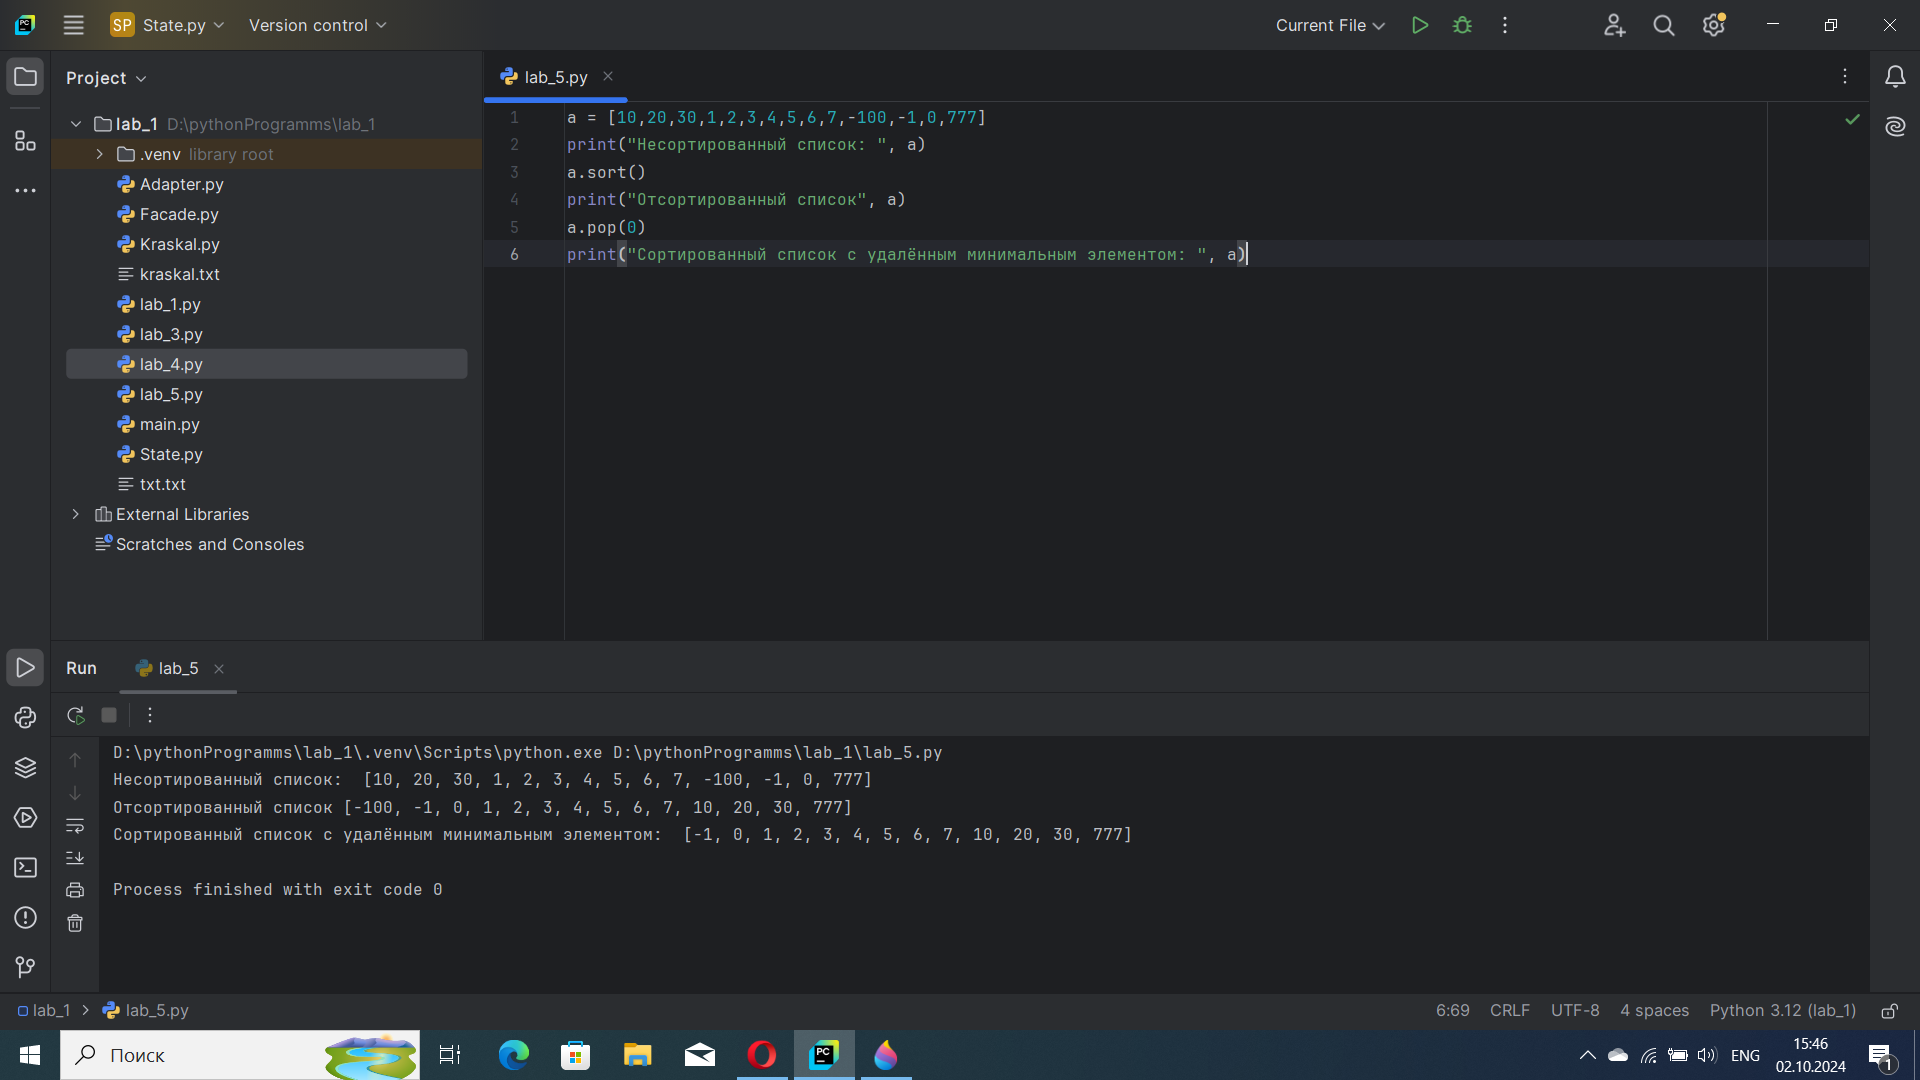 SP State.py Version control Current File
Project
lab_1 D:\pythonProgramms\lab_1
.venv library root
Adapter.py
Facade.py
Kraskal.py
kraskal.txt
lab_1.py
lab_3.py
lab_4.py
lab_5.py
main.py
State.py
txt.txt
External Libraries
Scratches and Consoles
lab_5.py
1 a = [10,20,30,1,2,3,4,5,6,7,-100,-1,0,777]
2 print("Несортированный список: ", a)
3 a.sort()
4 print("Отсортированный список", a)
5 a.pop(0)
6 print("Сортированный список с удалённым минимальным элементом: ", a)
Run lab_5
D:\pythonProgramms\lab_1\.venv\Scripts\python.exe D:\pythonProgramms\lab_1\lab_5.py
Несортированный список:  [10, 20, 30, 1, 2, 3, 4, 5, 6, 7, -100, -1, 0, 777]
Отсортированный список [-100, -1, 0, 1, 2, 3, 4, 5, 6, 7, 10, 20, 30, 777]
Сортированный список с удалённым минимальным элементом:  [-1, 0, 1, 2, 3, 4, 5, 6, 7, 10, 20, 30, 777]
Process finished with exit code 0
lab_1 lab_5.py 6:69 CRLF UTF-8 4 spaces Python 3.12 (lab_1)
Поиск PC ENG 15:46
02.10.2024 1